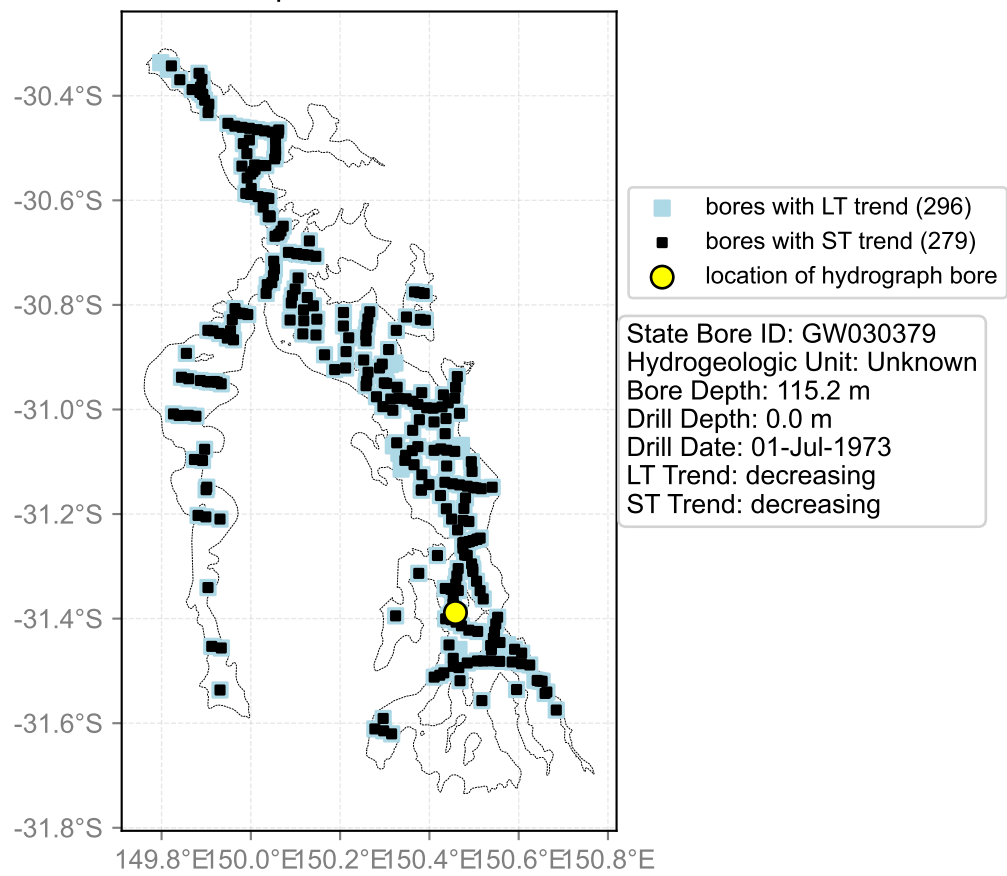 -30.4°S
-30.6°S
-30.8°S
-31.0°S
-31.2°S
-31.4°S
-31.6°S
-31.8°S
149.8°E150.0°E150.2°E150.4°E150.6°E150.8°E
bores with LT trend (296)
bores with ST trend (279)
location of hydrograph bore
State Bore ID: GW030379
Hydrogeologic Unit: Unknown
Bore Depth: 115.2 m
Drill Depth: 0.0 m
Drill Date: 01-Jul-1973
LT Trend: decreasing
ST Trend: decreasing